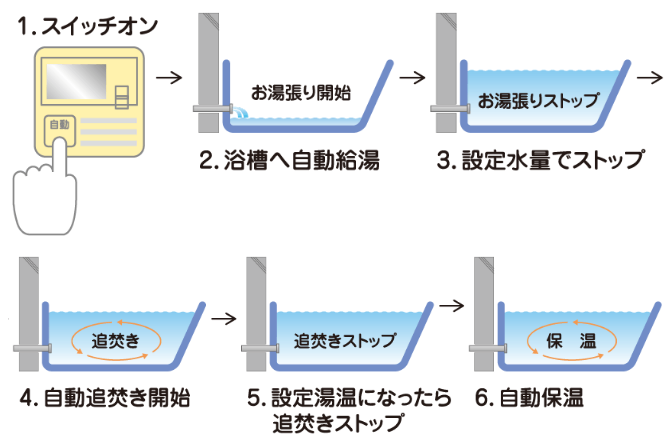 1.スイッチオン
自動
お湯張り開始
2.浴槽へ自動給湯
お湯張りストップ
3.設定水量でストップ
追焚き
4.自動追焚き開始
追焚きストップ
5.設定湯温になったら
追焚きストップ
保 温
6.自動保温